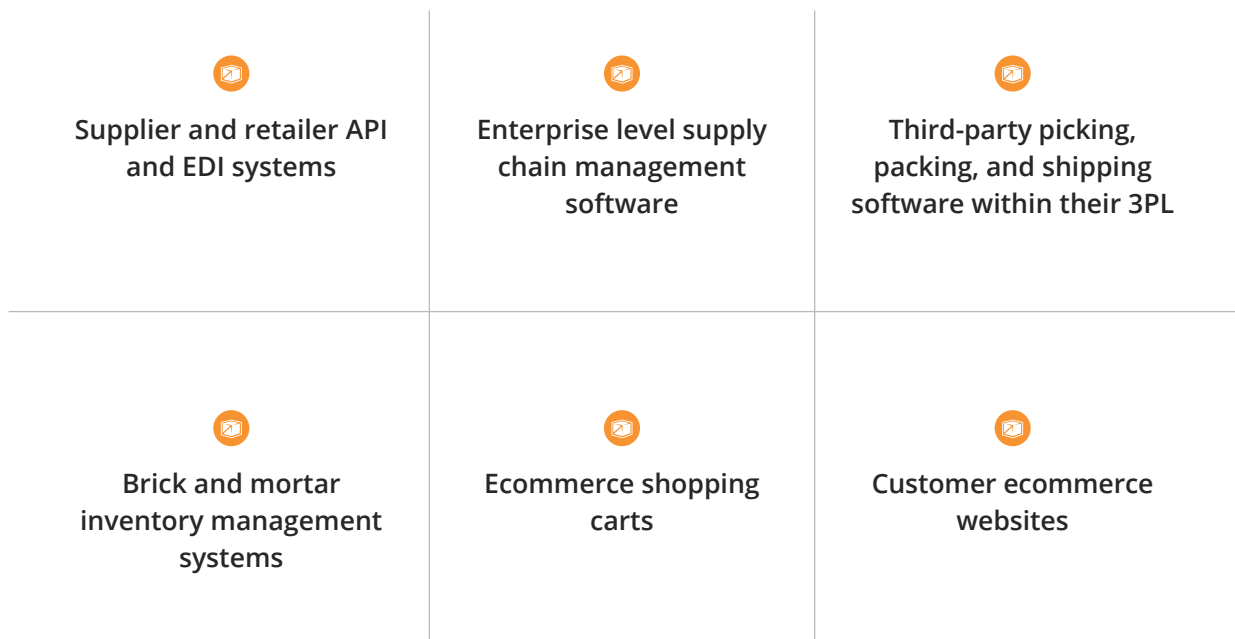 Supplier and retailer API
and EDI systems
Enterprise level supply
chain management
software
Third-party picking,
packing, and shipping
software within their 3PL
Brick and mortar
inventory management
systems
Ecommerce shopping
carts
Customer ecommerce
websites